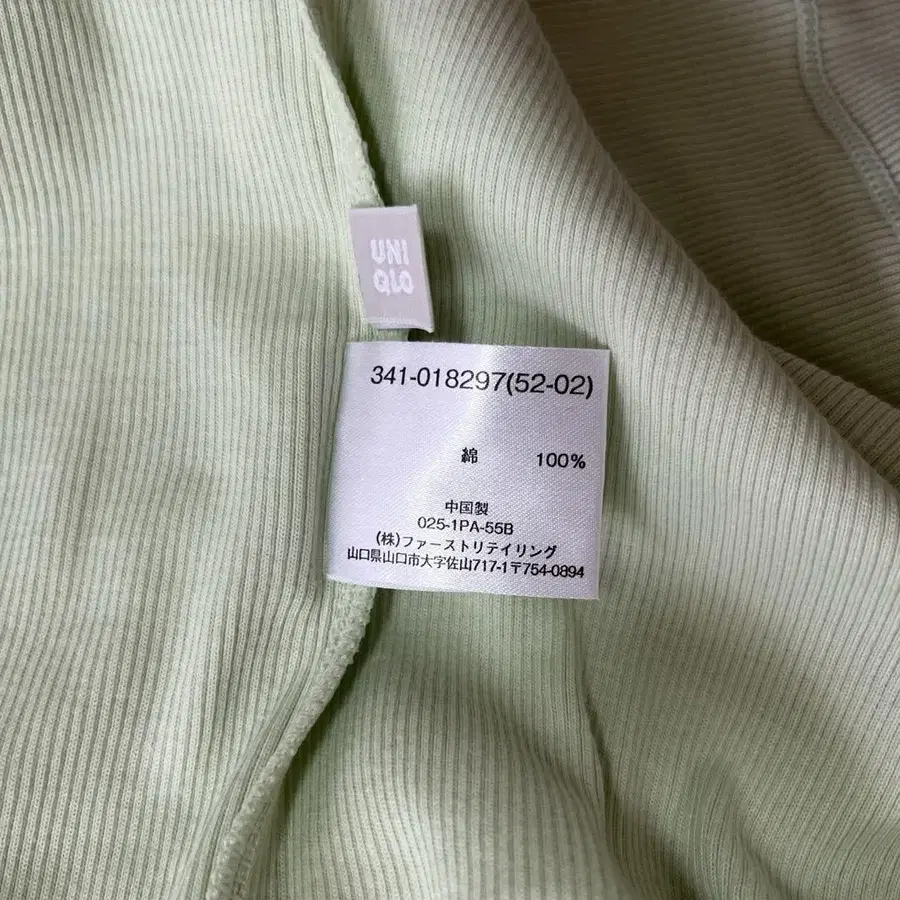 UNI
QLO
341-018297(52-02)
綿 100%
中国製
025-1PA-55B
(株)ファーストリテイリング
山口県山口市大字佐山717-1〒754-0894